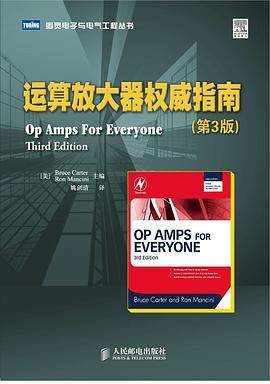 TURING
图灵电子与电气工程丛书
运算放大器权威指南
(第3版)
Op Amps For Everyone
Third Edition
[美] Bruce Carter 主编
Ron Mancini
姚剑清 译
OP AMPS FOR
EVERYONE
3rd Edition
Bruce Carter and Ron Mancini
人民邮电出版社
POSTS & TELECOM PRESS